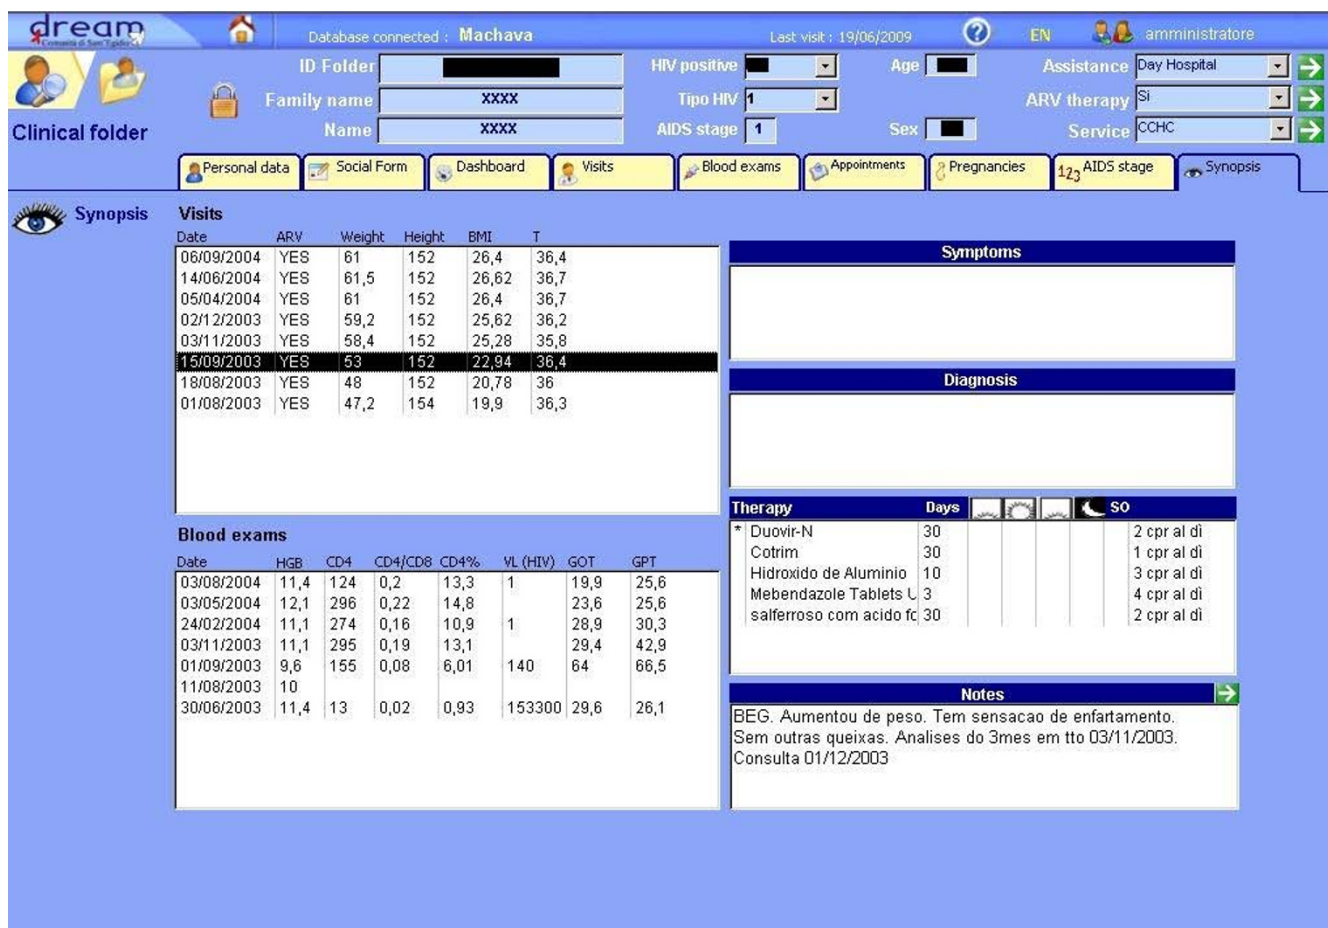 dream
Comunità di Sant'Egidio
Database connected : Machava
Last visit : 19/06/2009
EN
amministratore
Clinical folder
ID Folder
HIV positive
Age
Assistance Day Hospital
Family name XXXX
Tipo HIV 1
ARV therapy Si
Name XXXX
AIDS stage 1
Sex
Service CCHC
Personal data Social Form Dashboard Visits Blood exams Appointments Pregnancies 123 AIDS stage Synopsis
Synopsis
Visits
Date ARV Weight Height BMI T
06/09/2004 YES 61 152 26,4 36,4
14/06/2004 YES 61,5 152 26,62 36,7
05/04/2004 YES 61 152 26,4 36,7
02/12/2003 YES 59,2 152 25,62 36,2
03/11/2003 YES 58,4 152 25,28 35,8
15/09/2003 YES 53 152 22,94 36,4
18/08/2003 YES 48 152 20,78 36
01/08/2003 YES 47,2 154 19,9 36,3
Blood exams
Date HGB CD4 CD4/CD8 CD4% VL (HIV) GOT GPT
03/08/2004 11,4 124 0,2 13,3 1 19,9 25,6
03/05/2004 12,1 296 0,22 14,8 23,6 25,6
24/02/2004 11,1 274 0,16 10,9 1 28,9 30,3
03/11/2003 11,1 295 0,19 13,1 29,4 42,9
01/09/2003 9,6 155 0,08 6,01 140 64 66,5
11/08/2003 10
30/06/2003 11,4 13 0,02 0,93 153300 29,6 26,1
Symptoms
Diagnosis
Therapy Days SO
* Duovir-N 30 2 cpr al dì
Cotrim 30 1 cpr al dì
Hidroxido de Aluminio 10 3 cpr al dì
Mebendazole Tablets U 3 4 cpr al dì
salferroso com acido fo 30 2 cpr al dì
Notes
BEG. Aumentou de peso. Tem sensacao de enfartamento.
Sem outras queixas. Analises do 3mes em tto 03/11/2003.
Consulta 01/12/2003